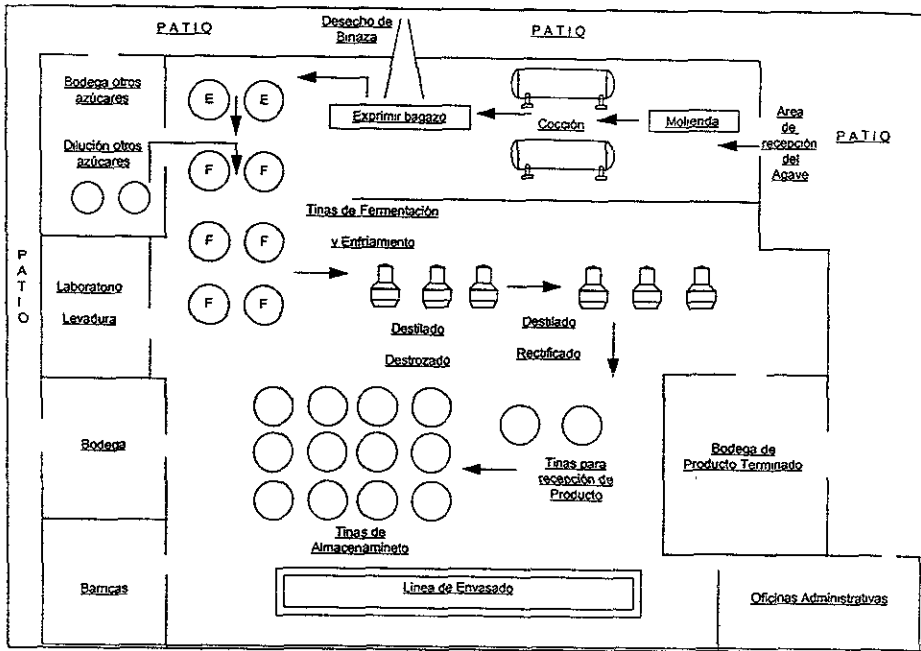 PATIO
Desecho de
Binaza
PATIO
Bodega otros
azúcares
E
E
Exprimir bagazo
Cocción
Molienda
Area
de
recepción
del
Agave
PATIO
Dilución otros
azúcares
F
F
Tinas de Fermentación
y Enfriamiento
F
F
PATIO
Laboratorio
Levadura
F
F
Destilado
Destrozado
Destilado
Rectificado
Bodega
Tinas para
recepción de
Producto
Bodega de
Producto Terminado
Tinas de
Almacenamineto
Barricas
Linea de Envasado
Oficinas Administrativas